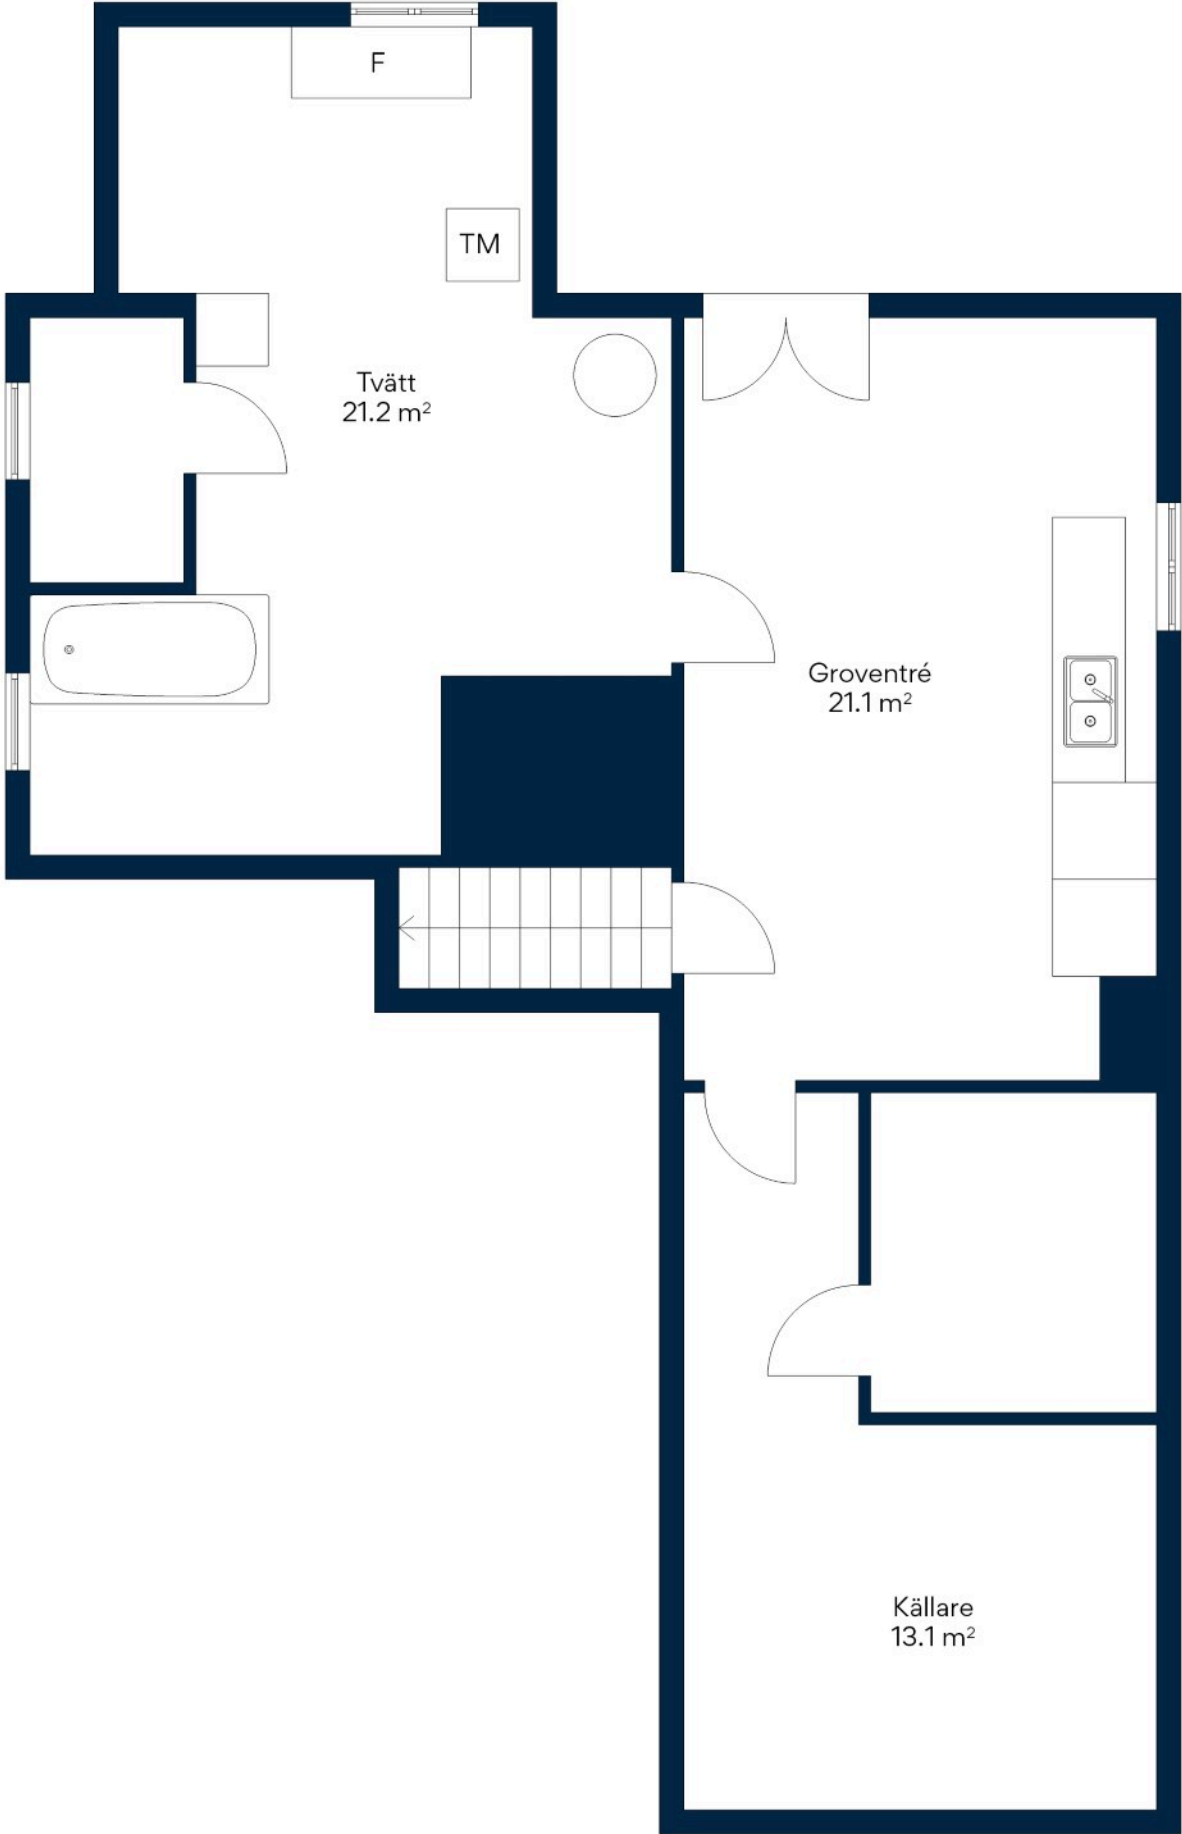 F
TM
Tvätt
21.2 m²
Groventré
21.1 m²
Källare
13.1 m²